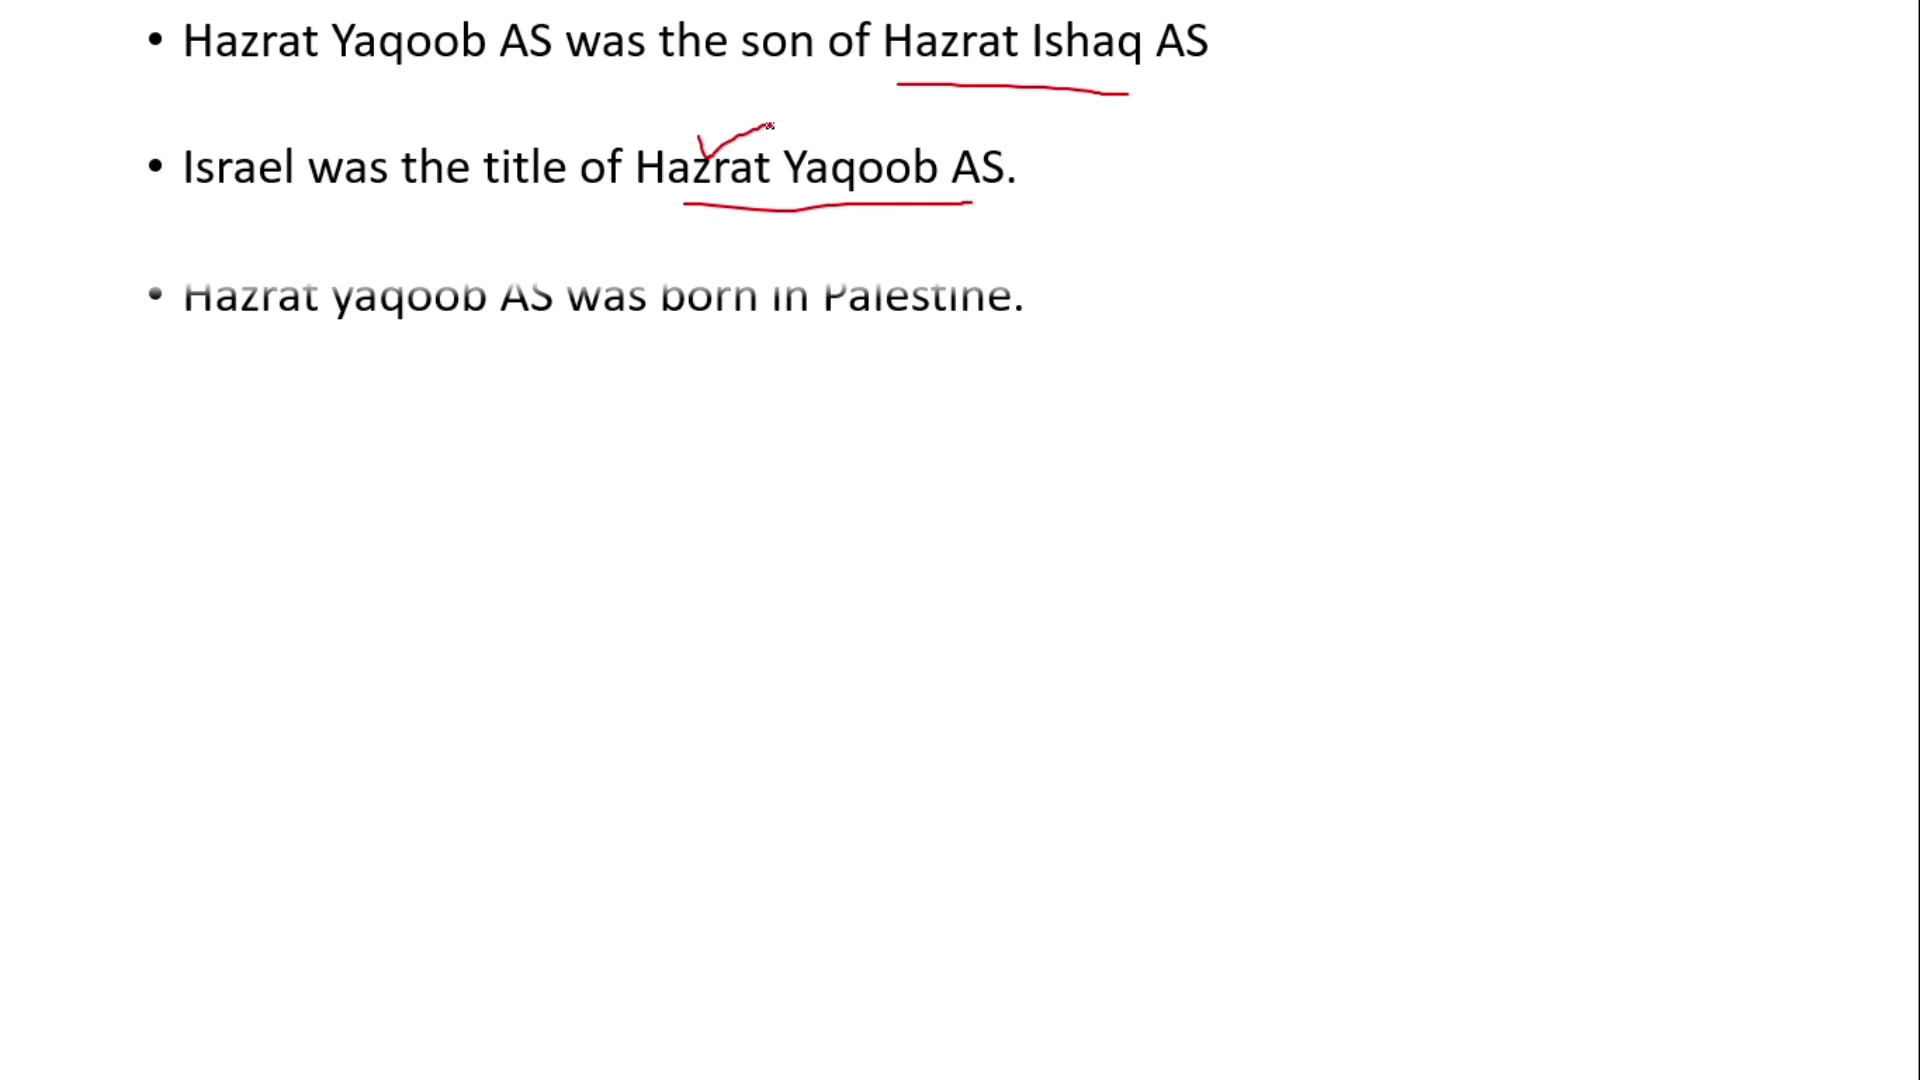 • Hazrat Yaqoob AS was the son of Hazrat Ishaq AS
• Israel was the title of Hazrat Yaqoob AS.
• Hazrat yaqoob AS was born in Palestine.